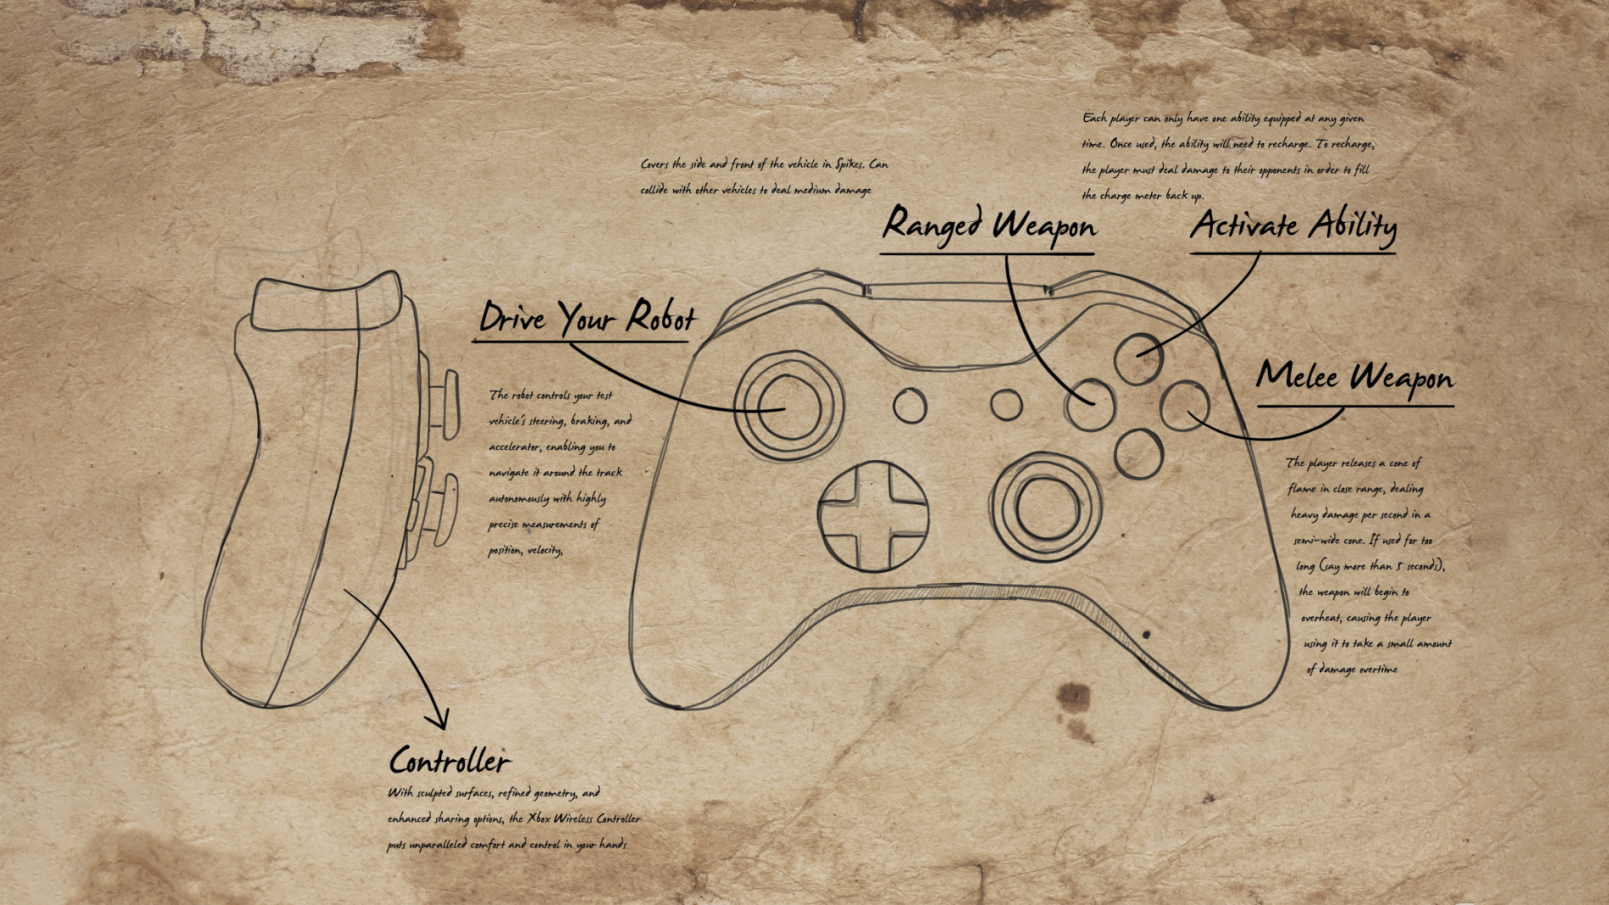 Each player can only have one ability equipped at any given
time. Once used, the ability will need to recharge. To recharge,
the player must deal damage to their opponents in order to fill
the charge meter back up.
Covers the side and front of the vehicle in Spikes. Can
collide with other vehicles to deal medium damage
Ranged Weapon
Activate Ability
Drive Your Robot
The robot controls your test
vehicle's steering, braking, and
accelerator, enabling you to
navigate it around the track
autonomously with highly
precise measurements of
position, velocity,
Melee Weapon
The player releases a cone of
flame in close range, dealing
heavy damage per second in a
semi-wide cone. If used for too
long (say more than 5 seconds),
the weapon will begin to
overheat, causing the player
using it to take a small amount
of damage overtime
Controller
With sculpted surfaces, refined geometry, and
enhanced sharing options, the Xbox Wireless Controller
puts unparalleled comfort and control in your hands